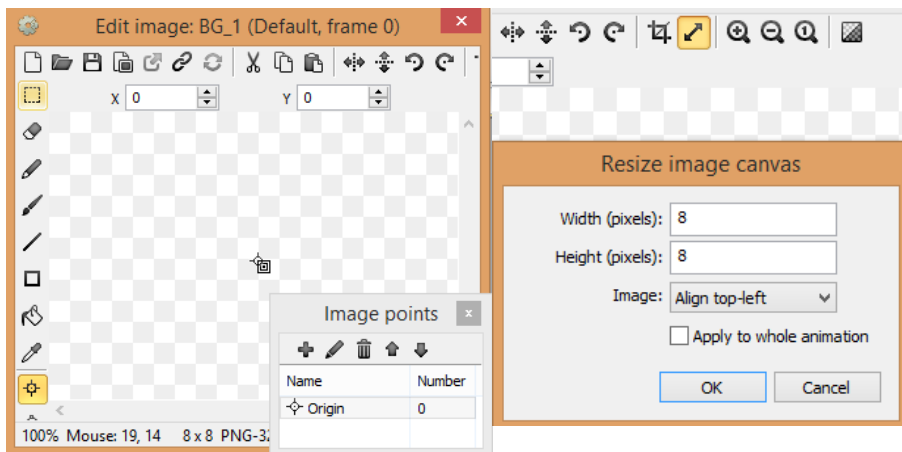 Edit image: BG_1 (Default, frame 0)
X 0 Y 0
Image points
Name Number
Origin 0
100% Mouse: 19, 14 8 x 8 PNG-32
Resize image canvas
Width (pixels): 8
Height (pixels): 8
Image: Align top-left
Apply to whole animation
OK Cancel